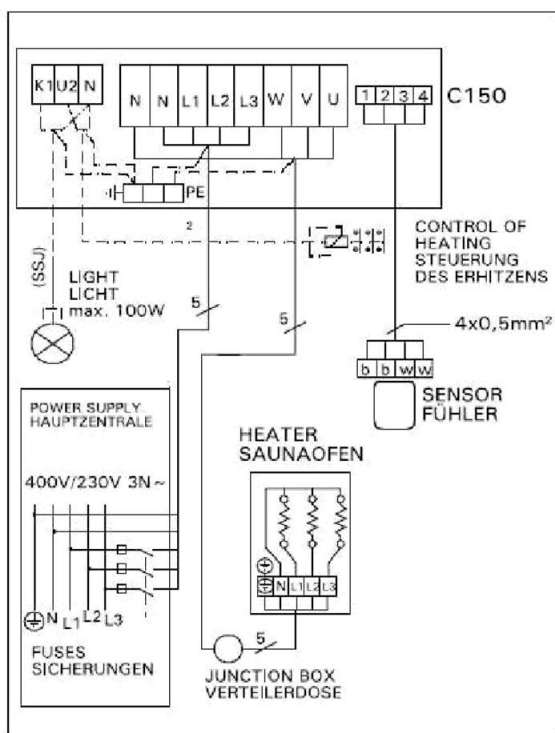 K1 U2 N
N N L1 L2 L3 W V U
1 2 3 4
C150
PE
2
CONTROL OF
HEATING
STEUERUNG
DES ERHITZENS
(SSJ)
LIGHT
LICHT
max. 100W
5
5
4x0,5mm²
b b w w
SENSOR
FÜHLER
POWER SUPPLY
HAUPTZENTRALE
400V/230V 3N~
N L1 L2 L3
FUSES
SICHERUNGEN
HEATER
SAUNAOFEN
N L1 L2 L3
5
JUNCTION BOX
VERTEILERDOSE